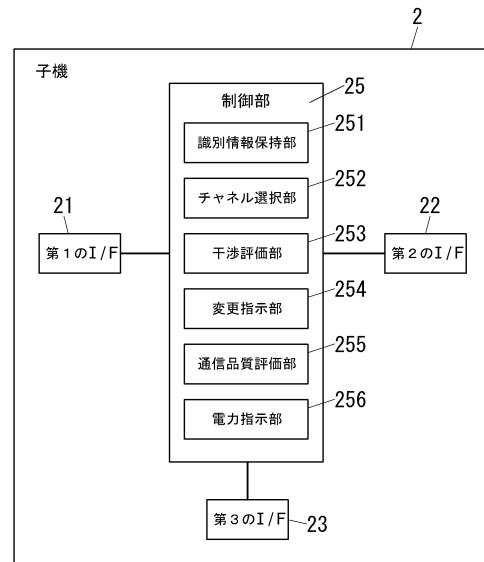 2
子機
25
制御部
251
識別情報保持部
252
チャネル選択部
21
253
22
第1のI/F
干渉評価部
第2のI/F
254
変更指示部
255
通信品質評価部
256
電力指示部
第3のI/F
23